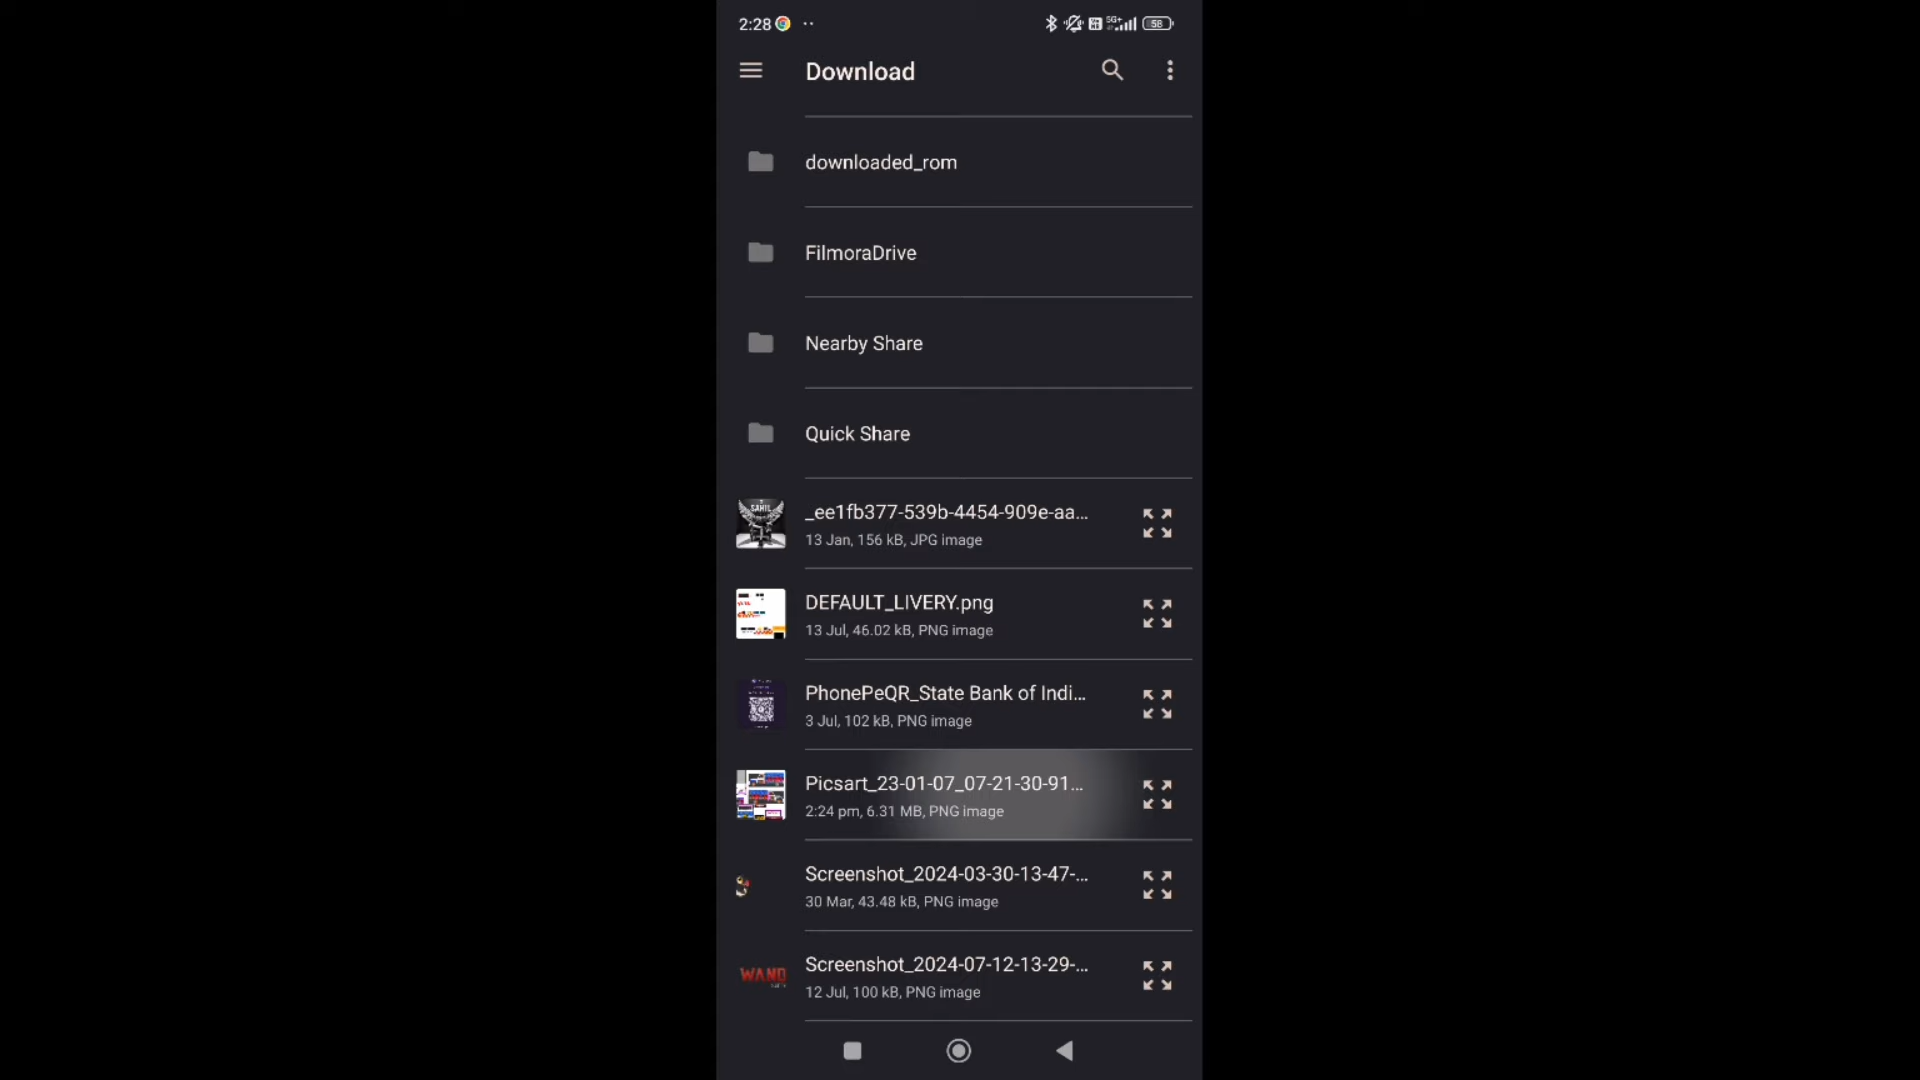 2:28
5G+
58
Download
downloaded_rom
FilmoraDrive
Nearby Share
Quick Share
SAHIL
_ee1fb377-539b-4454-909e-aa...
13 Jan, 156 kB, JPG image
DEFAULT_LIVERY.png
13 Jul, 46.02 kB, PNG image
PhonePeQR_State Bank of Indi...
3 Jul, 102 kB, PNG image
Picsart_23-01-07_07-21-30-91...
2:24 pm, 6.31 MB, PNG image
Screenshot_2024-03-30-13-47-...
30 Mar, 43.48 kB, PNG image
WAND
Screenshot_2024-07-12-13-29-...
12 Jul, 100 kB, PNG image